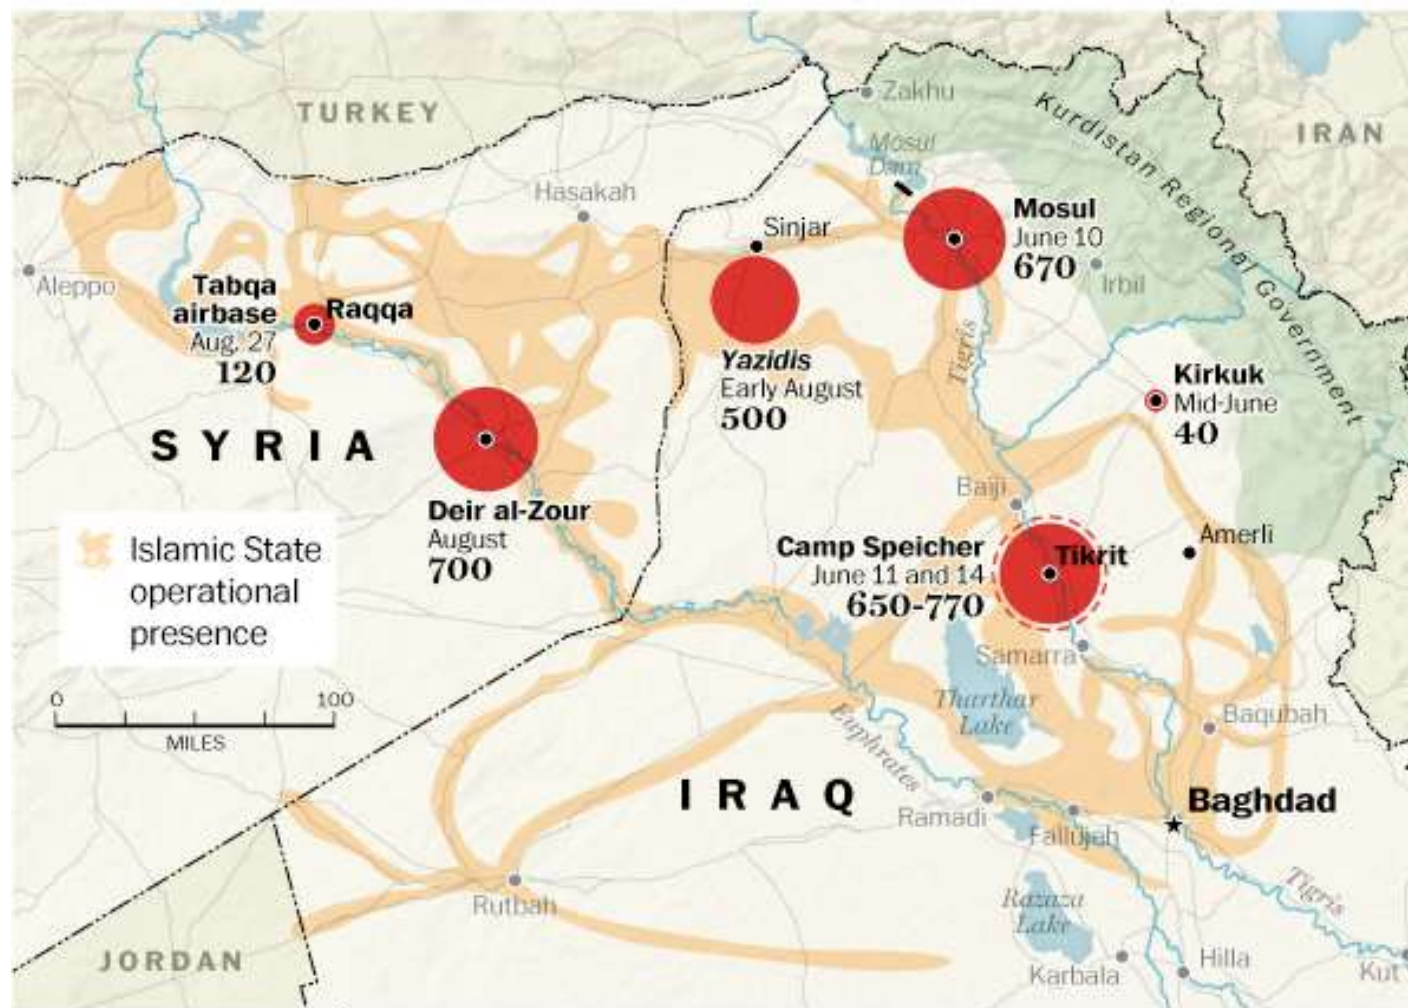 TURKEY
Zakhu
IRAN
Kurdistan Regional Government
Mosul
Dam
Hasakah
Sinjar
Mosul
June 10
670
Irbil
Aleppo
Tabqa
airbase
Aug. 27
120
Raqqa
Yazidis
Early August
500
Tigris
Kirkuk
Mid-June
40
SYRIA
Deir al-Zour
August
700
Baiji
Camp Speicher
June 11 and 14
650-770
Tikrit
Amerli
Islamic State
operational
presence
Samarra
Tharthar
Lake
0
100
MILES
Baqubah
Euphrates
IRAQ
Ramadi
Fallujah
Baghdad
Rutbah
Razaza
Lake
Tigris
JORDAN
Karbala
Hilla
Kut